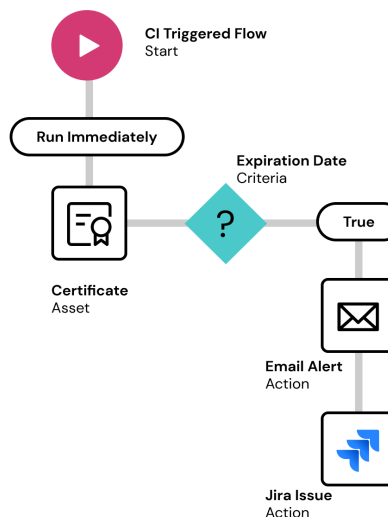 CI Triggered Flow
Start
Run Immediately
Expiration Date
Criteria
?
True
Certificate
Asset
Email Alert
Action
Jira Issue
Action